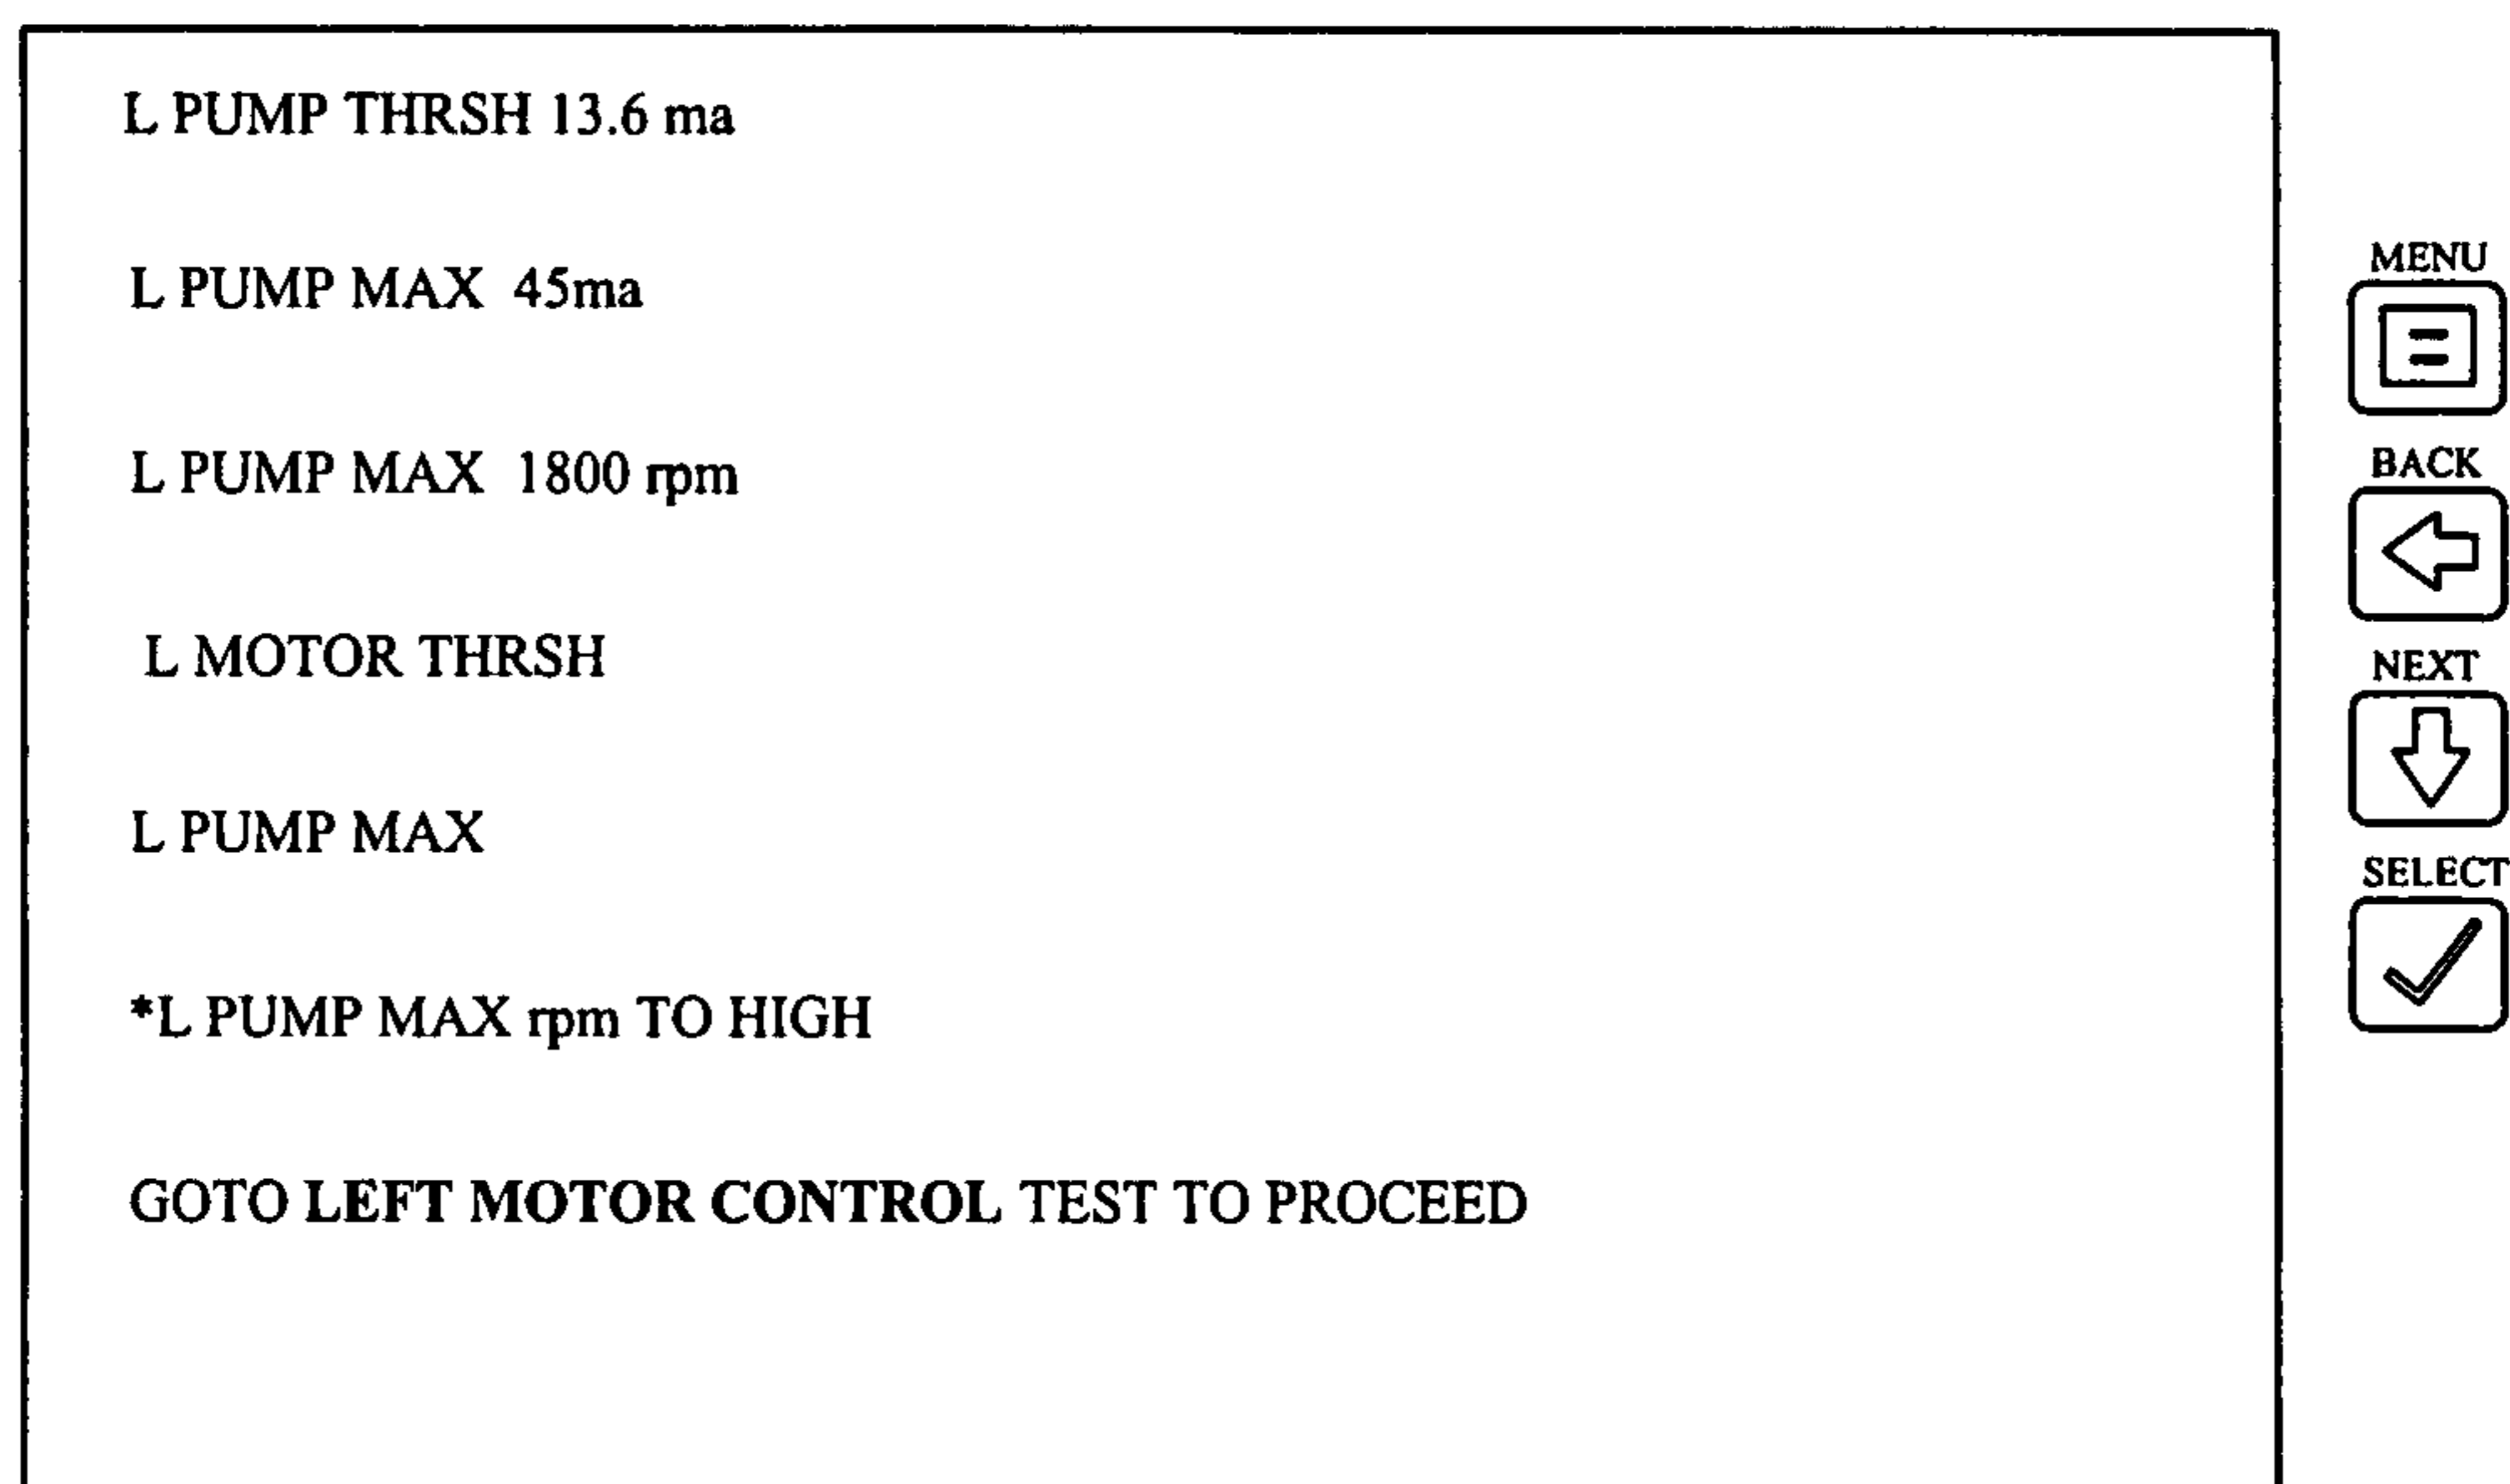 L PUMP THRSH 13.6 ma
L PUMP MAX 45ma
L PUMP MAX 1800 rpm
L MOTOR THRSH
L PUMP MAX
*L PUMP MAX rpm TO HIGH
GOTO LEFT MOTOR CONTROL TEST TO PROCEED
MENU
BACK
NEXT
SELECT